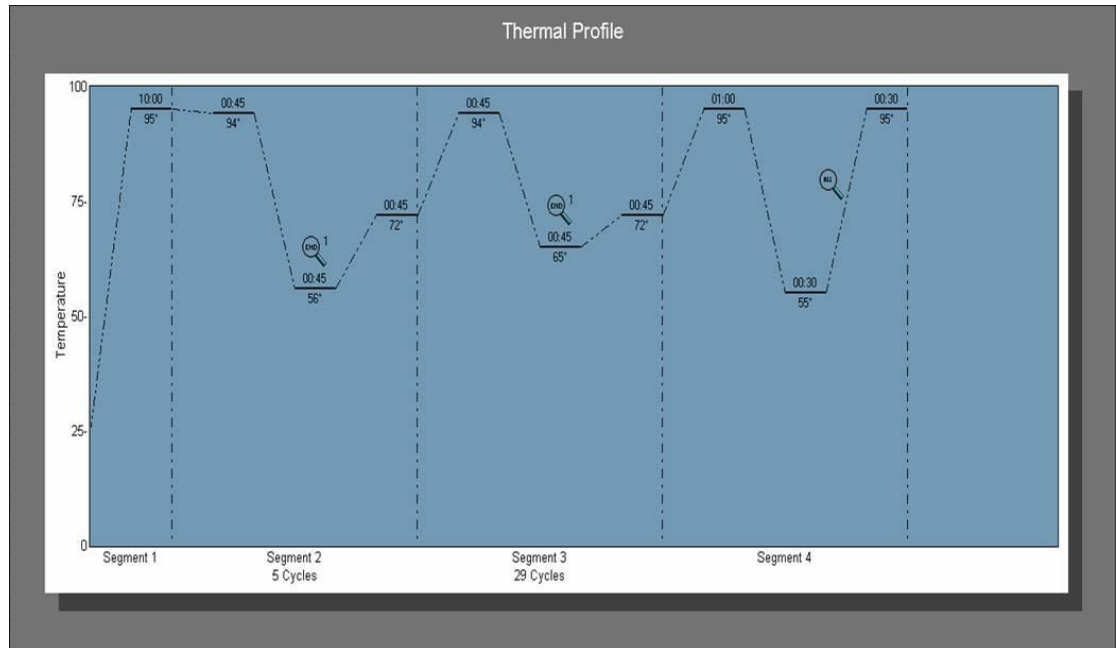 Thermal Profile
100
75-
50-
25-
0
Temperature
10:00
95°
00:45
94°
END 1
00:45
56°
00:45
72°
00:45
94°
END 1
00:45
65°
00:45
72°
01:00
95°
00:30
55°
ALL
00:30
95°
Segment 1
Segment 2
5 Cycles
Segment 3
29 Cycles
Segment 4